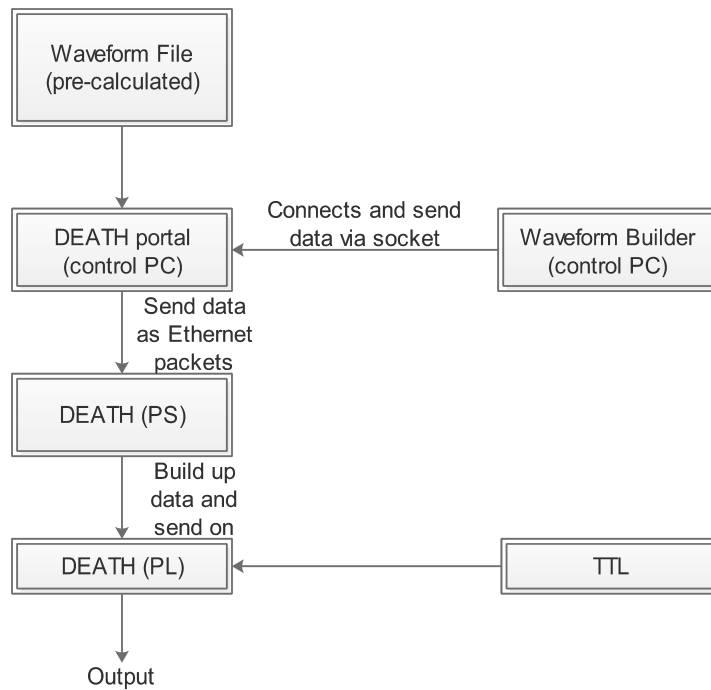 Waveform File
(pre-calculated)
Connects and send
data via socket
DEATH portal
(control PC)
Waveform Builder
(control PC)
Send data
as Ethernet
packets
DEATH (PS)
Build up
data and
send on
DEATH (PL)
TTL
Output